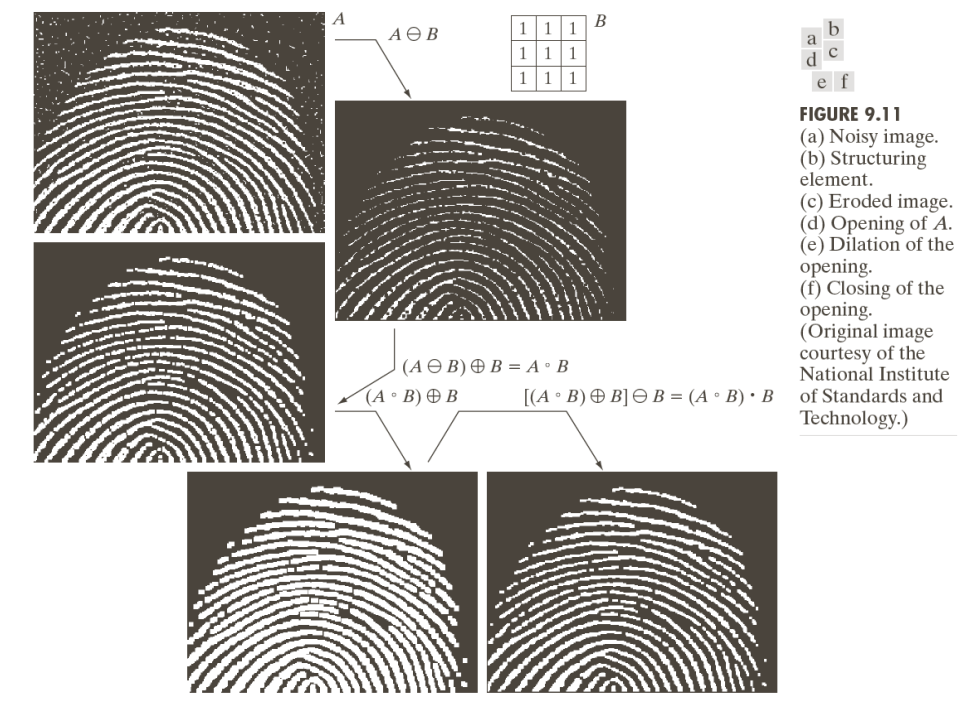 A
A ⊖ B
1 1 1
1 1 1
1 1 1
B
(A ⊖ B) ⊕ B = A ∘ B
(A ∘ B) ⊕ B
[(A ∘ B) ⊕ B] ⊖ B = (A ∘ B) • B
a b
d c
e f
FIGURE 9.11
(a) Noisy image.
(b) Structuring
element.
(c) Eroded image.
(d) Opening of A.
(e) Dilation of the
opening.
(f) Closing of the
opening.
(Original image
courtesy of the
National Institute
of Standards and
Technology.)